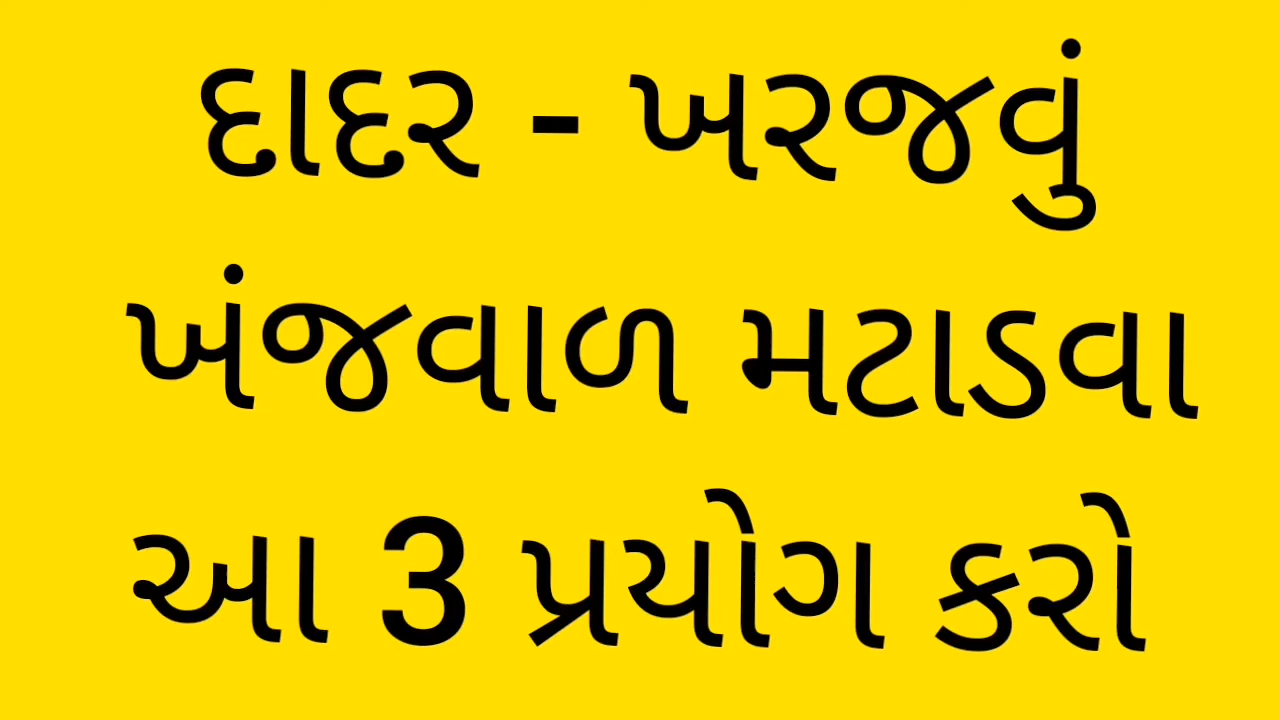 દાદર - ખરજવું
ખંજવાળ મટાડવા
આ 3 પ્રયોગ કરો